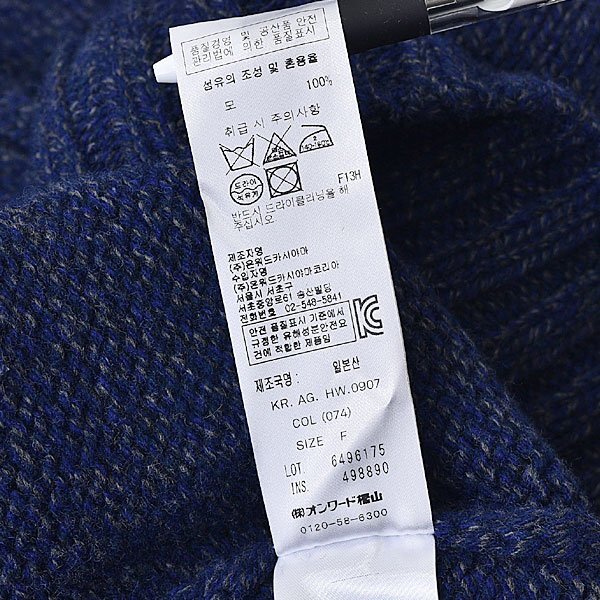 품질경영 및 공산품 안전
관리법에 의한 품질표시
섬유의 조성 및 혼용율
모 100%
취급 시 주의사항
드라이
석유계
F13H
반드시 드라이클리닝을 해
주십시오
제조자명
(주)온워드카시야마
수입자명
(주)온워드카시야마코리아
서울시 서초구
서초중앙로61 송산빌딩
전화번호 02-548-5841
안전 품질표시 기준에서
규정한 유해성분안전요
건에 적합한 제품임
제조국명 : 일본산
KR. AG. HW.0907
COL (074)
SIZE F
LOT. 6496175
INS. 498890
㈱オンワード樫山
0120-58-6300